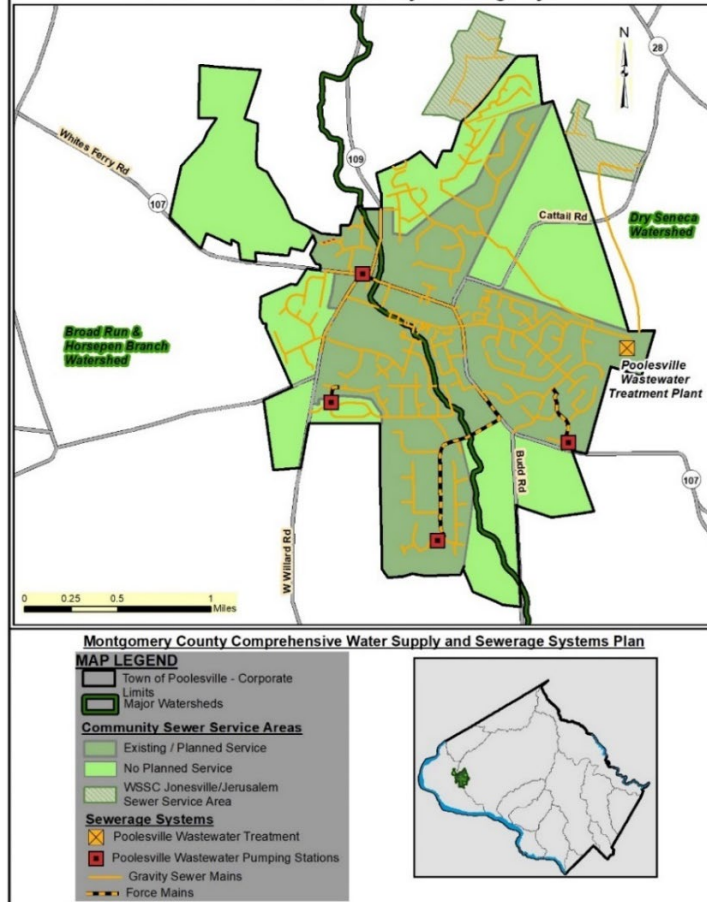 N
28
Whites Ferry Rd
109
107
Cattail Rd
Dry Seneca
Watershed
Broad Run &
Horsepen Branch
Watershed
Poolesville
Wastewater
Treatment Plant
Budd Rd
107
W Willard Rd
0 0.25 0.5 1
Miles
Montgomery County Comprehensive Water Supply and Sewerage Systems Plan
MAP LEGEND
Town of Poolesville - Corporate
Limits
Major Watersheds
Community Sewer Service Areas
Existing / Planned Service
No Planned Service
WSSC Jonesville/Jerusalem
Sewer Service Area
Sewerage Systems
Poolesville Wastewater Treatment
Poolesville Wastewater Pumping Stations
Gravity Sewer Mains
Force Mains